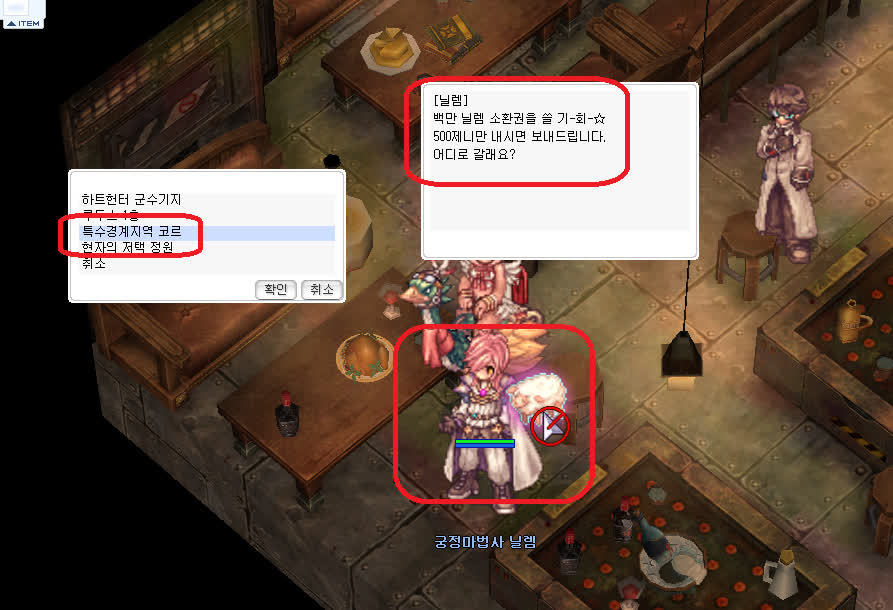 ITEM
[닐렘]
백만 닐렘 소환권을 쓸 기-회-☆
500제니만 내시면 보내드립니다.
어디로 갈래요?
하트헌터 군수기지
특수경계지역 코르
현자의 저택 정원
취소
확인 취소
궁정마법사 닐렘